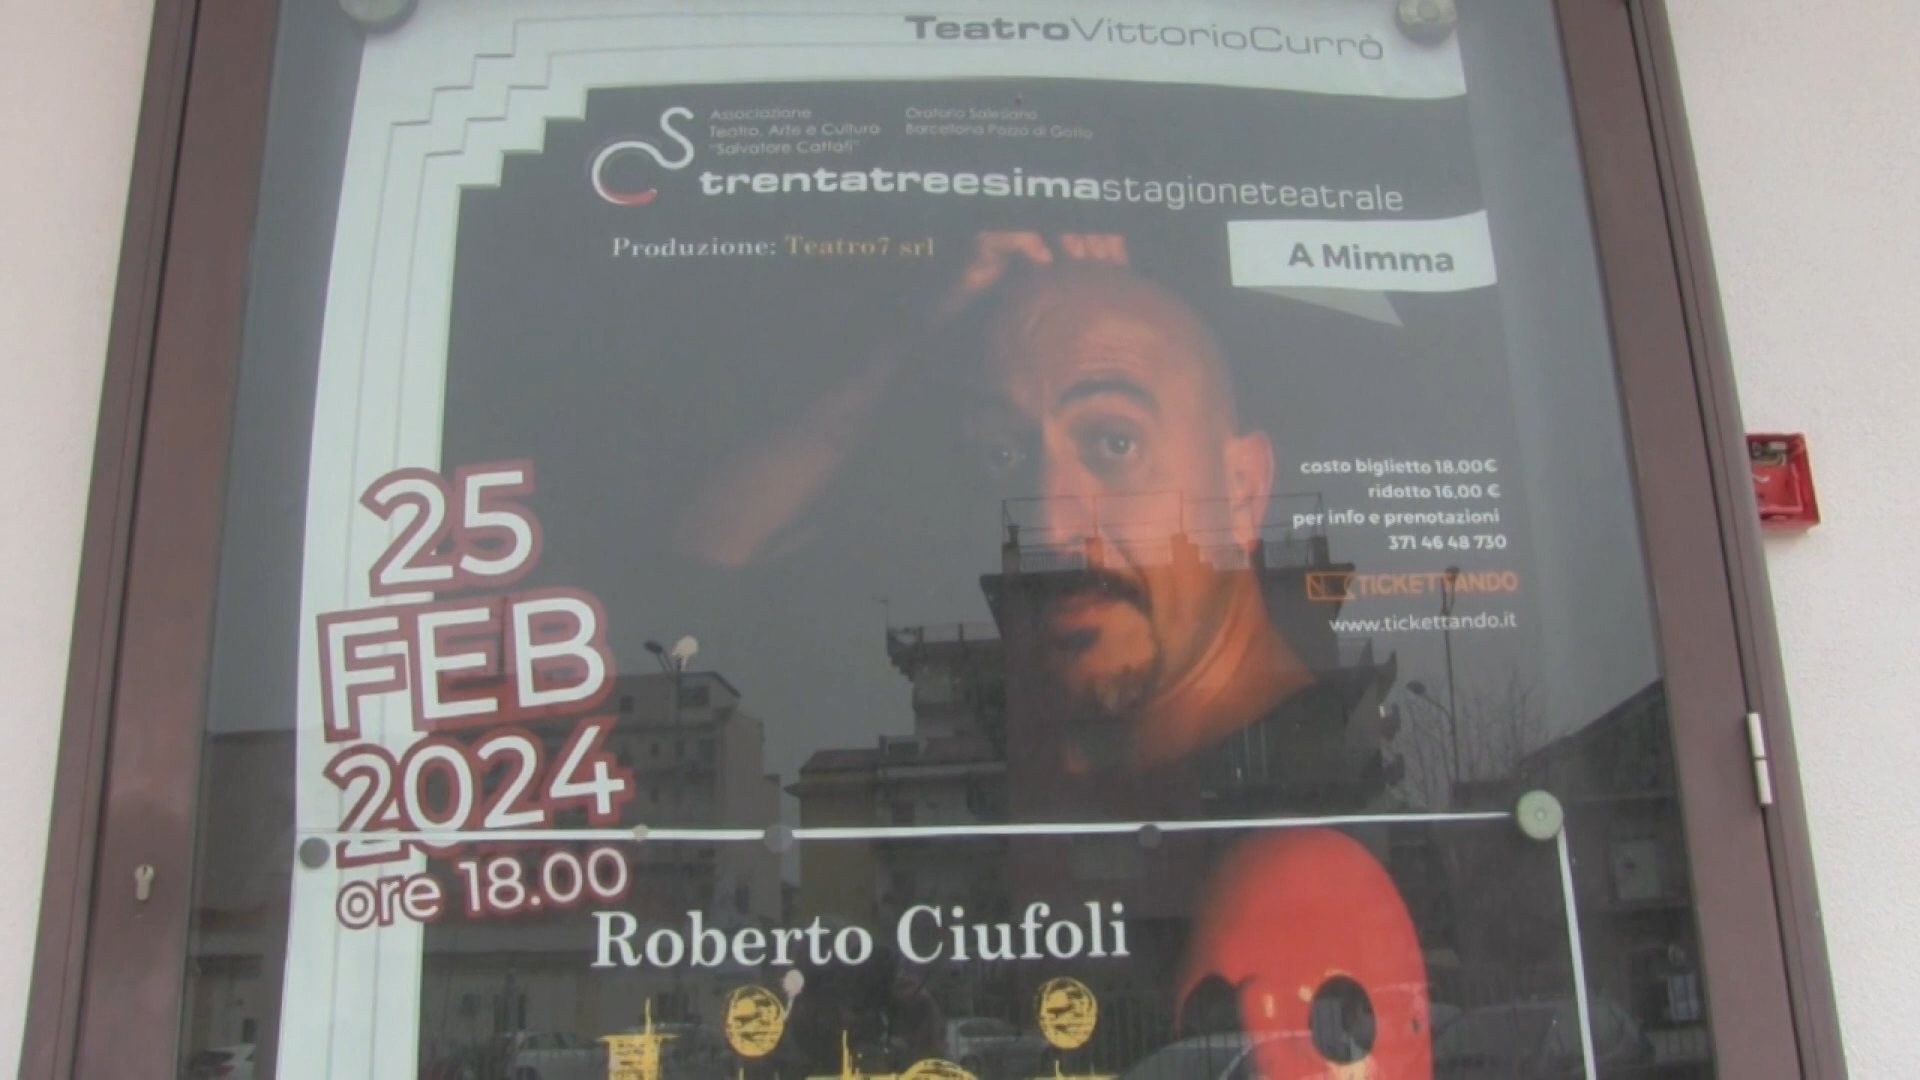 TeatroVittorioCurrò
Associazione
Teatro, Arte e Cultura
"Salvatore Cattafi"
Oratorio Salesiano
Barcellona Pozzo di Gotto
trentatreesimastagioneteatrale
Produzione: Teatro7 srl
A Mimma
costo biglietto 18,00€
ridotto 16,00 €
per info e prenotazioni
371 46 48 730
TICKETTANDO
www.tickettando.it
25
FEB
2024
ore 18.00
Roberto Ciufoli